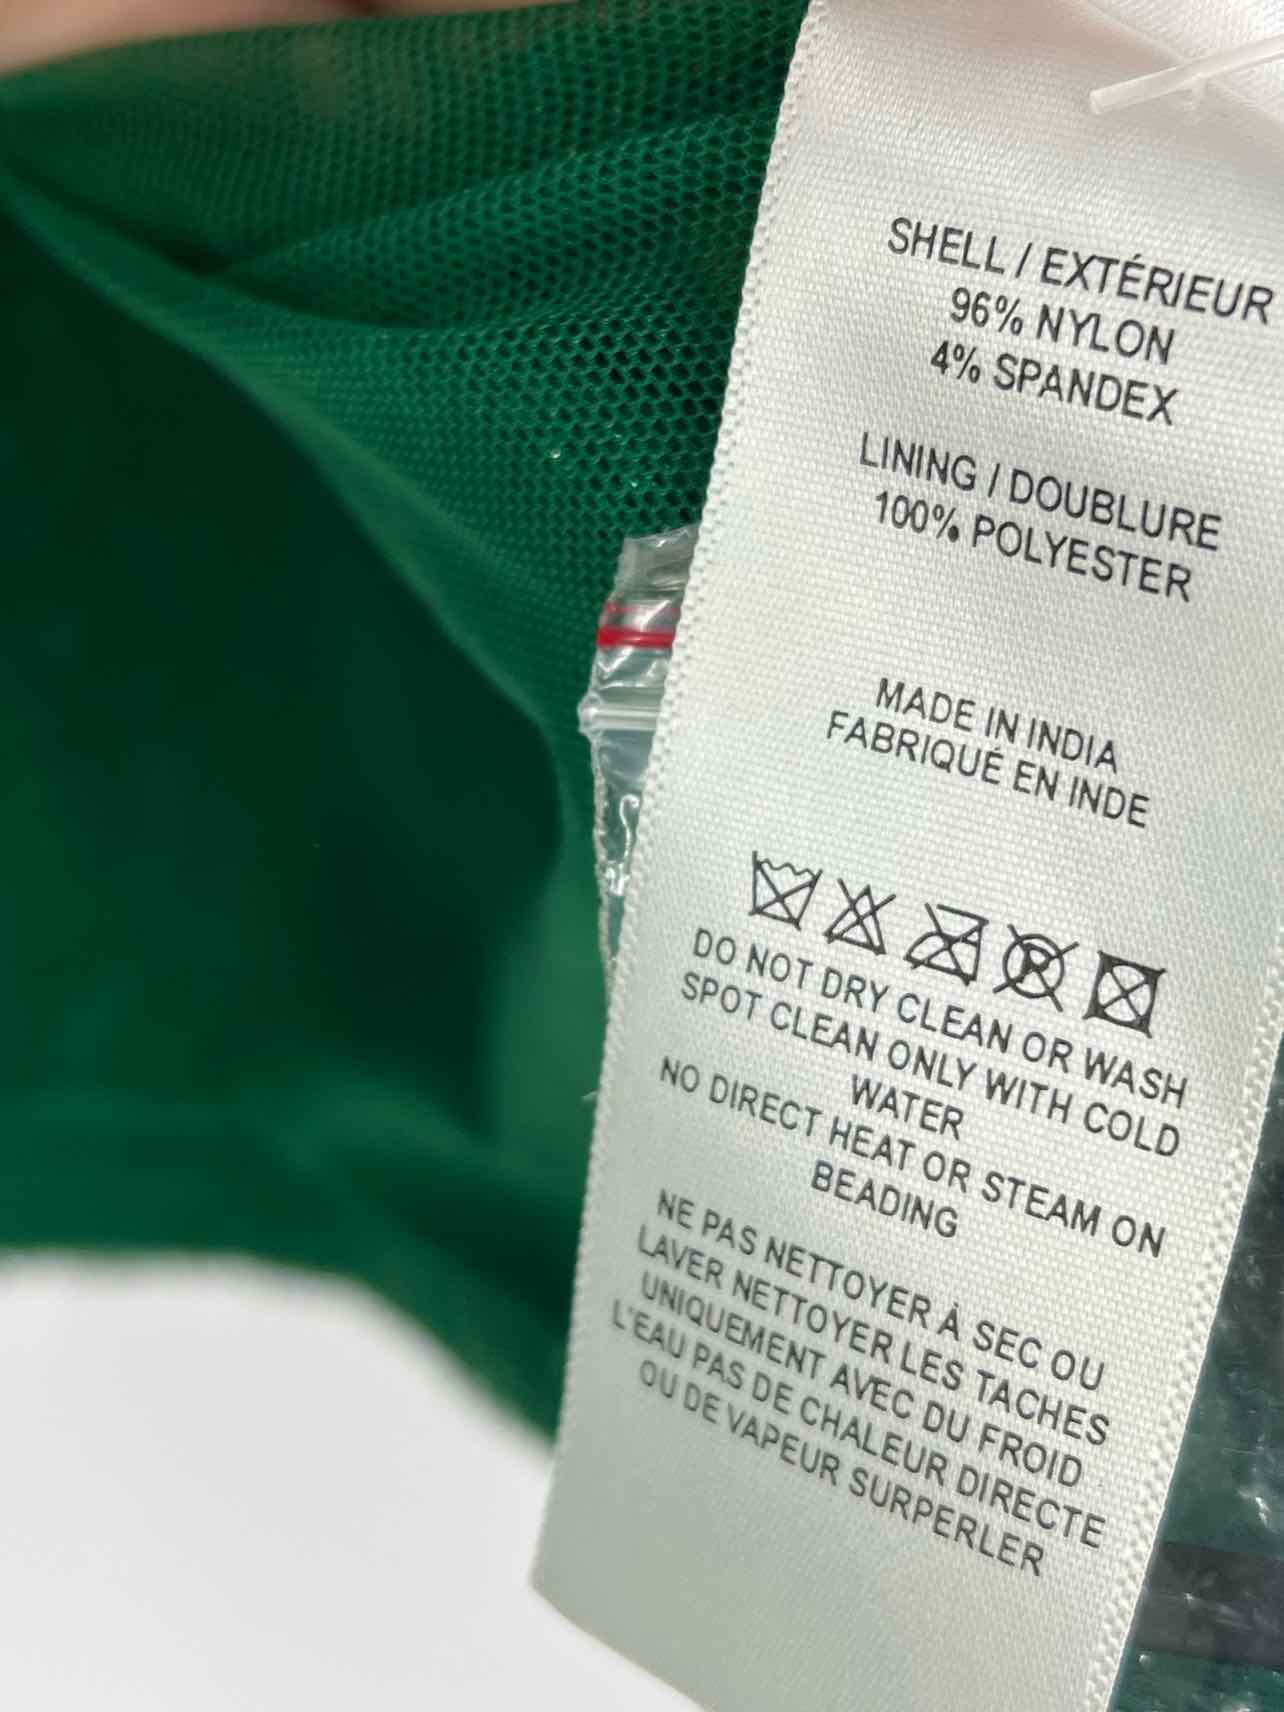 SHELL / EXTÉRIEUR
96% NYLON
4% SPANDEX
LINING / DOUBLURE
100% POLYESTER
MADE IN INDIA
FABRIQUÉ EN INDE
DO NOT DRY CLEAN OR WASH
SPOT CLEAN ONLY WITH COLD
WATER
NO DIRECT HEAT OR STEAM ON
BEADING
NE PAS NETTOYER À SEC OU
LAVER NETTOYER LES TACHES
UNIQUEMENT AVEC DU FROID
L'EAU PAS DE CHALEUR DIRECTE
OU DE VAPEUR SURPERLER